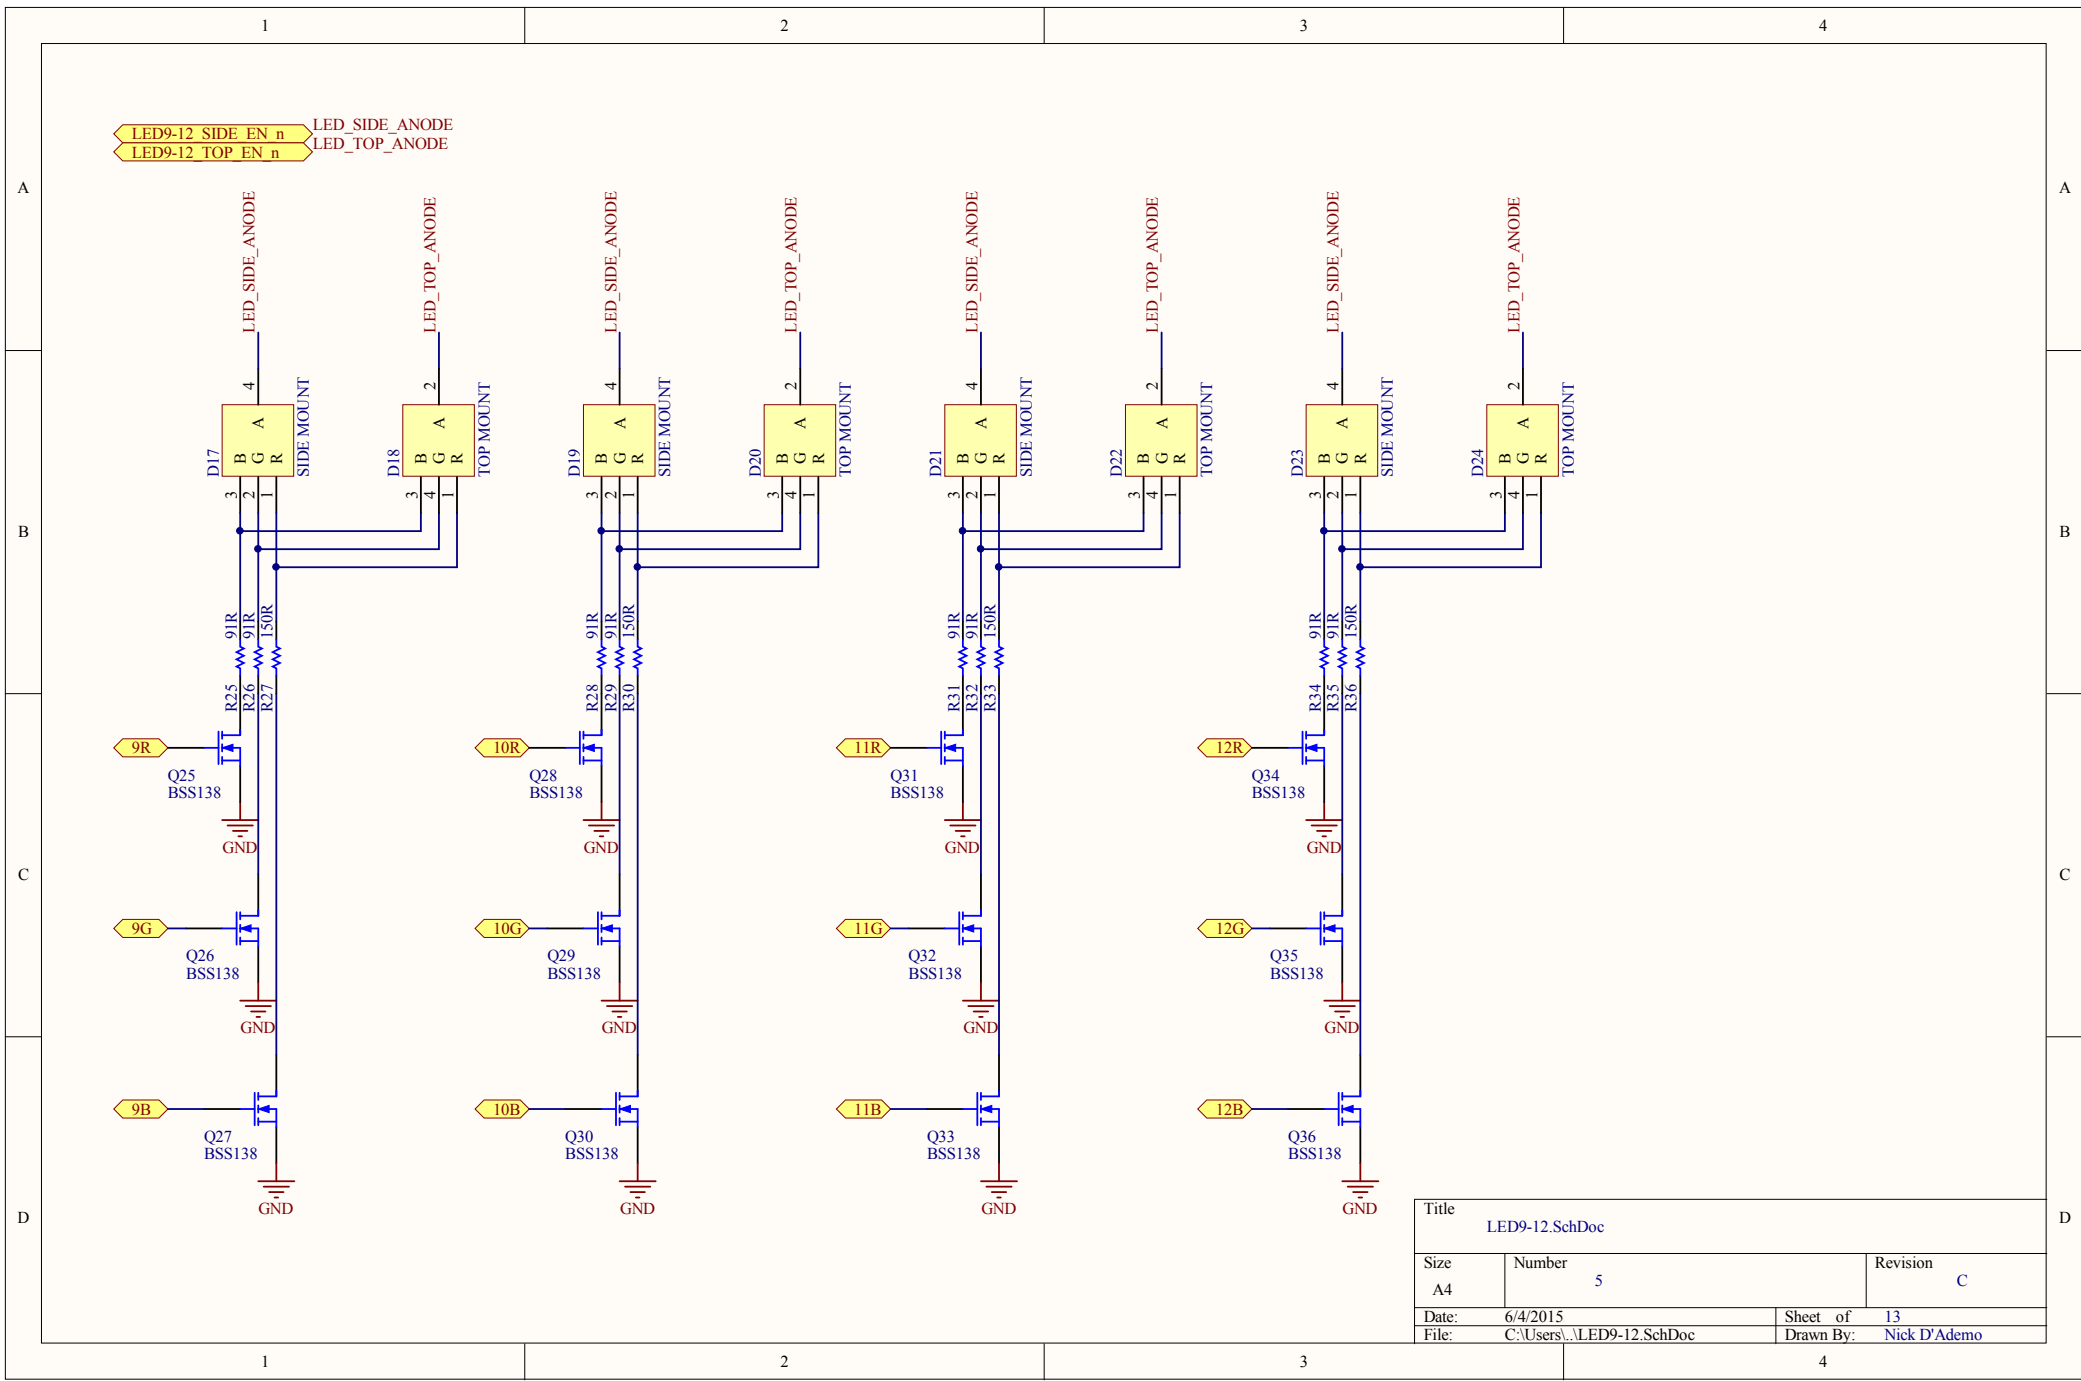 1 2 3 4
LED9-12_SIDE_EN_n LED_SIDE_ANODE
LED9-12_TOP_EN_n LED_TOP_ANODE
A A
LED_SIDE_ANODE LED_TOP_ANODE LED_SIDE_ANODE LED_TOP_ANODE LED_SIDE_ANODE LED_TOP_ANODE LED_SIDE_ANODE LED_TOP_ANODE
4 2 4 2 4 2 4 2
A A A A A A A A
D17 B G R SIDE MOUNT
D18 B G R TOP MOUNT
D19 B G R SIDE MOUNT
D20 B G R TOP MOUNT
D21 B G R SIDE MOUNT
D22 B G R TOP MOUNT
D23 B G R SIDE MOUNT
D24 B G R TOP MOUNT
3 2 1 3 4 1 3 2 1 3 4 1 3 2 1 3 4 1 3 2 1 3 4 1
B B
91R 91R 150R 91R 91R 150R 91R 91R 150R 91R 91R 150R
R25 R26 R27 R28 R29 R30 R31 R32 R33 R34 R35 R36
9R 10R 11R 12R
Q25 Q28 Q31 Q34
BSS138 BSS138 BSS138 BSS138
GND GND GND GND
C C
9G 10G 11G 12G
Q26 Q29 Q32 Q35
BSS138 BSS138 BSS138 BSS138
GND GND GND GND
9B 10B 11B 12B
Q27 Q30 Q33 Q36
BSS138 BSS138 BSS138 BSS138
GND GND GND GND
D D
Title
LED9-12.SchDoc
Size Number Revision
A4 5 C
Date: 6/4/2015 Sheet of 13
File: C:\Users\..\LED9-12.SchDoc Drawn By: Nick D'Ademo
1 2 3 4